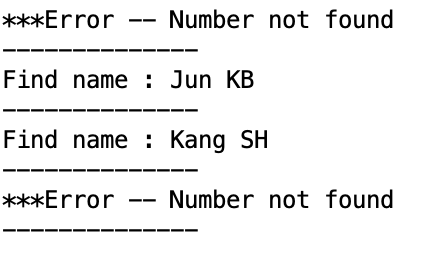 ***Error -- Number not found
--------------
Find name : Jun KB
--------------
Find name : Kang SH
--------------
***Error -- Number not found
--------------